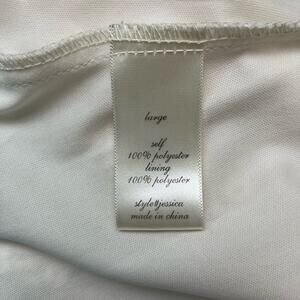 large
self
100% polyester
lining
100% polyester
style#jessica
made in china